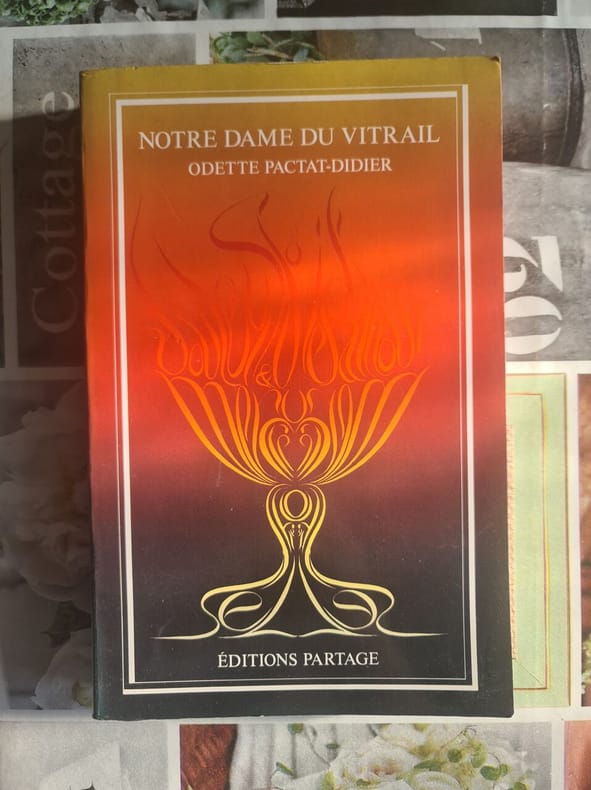 NOTRE DAME DU VITRAIL
ODETTE PACTAT-DIDIER
&
ÉDITIONS PARTAGE
Cottage